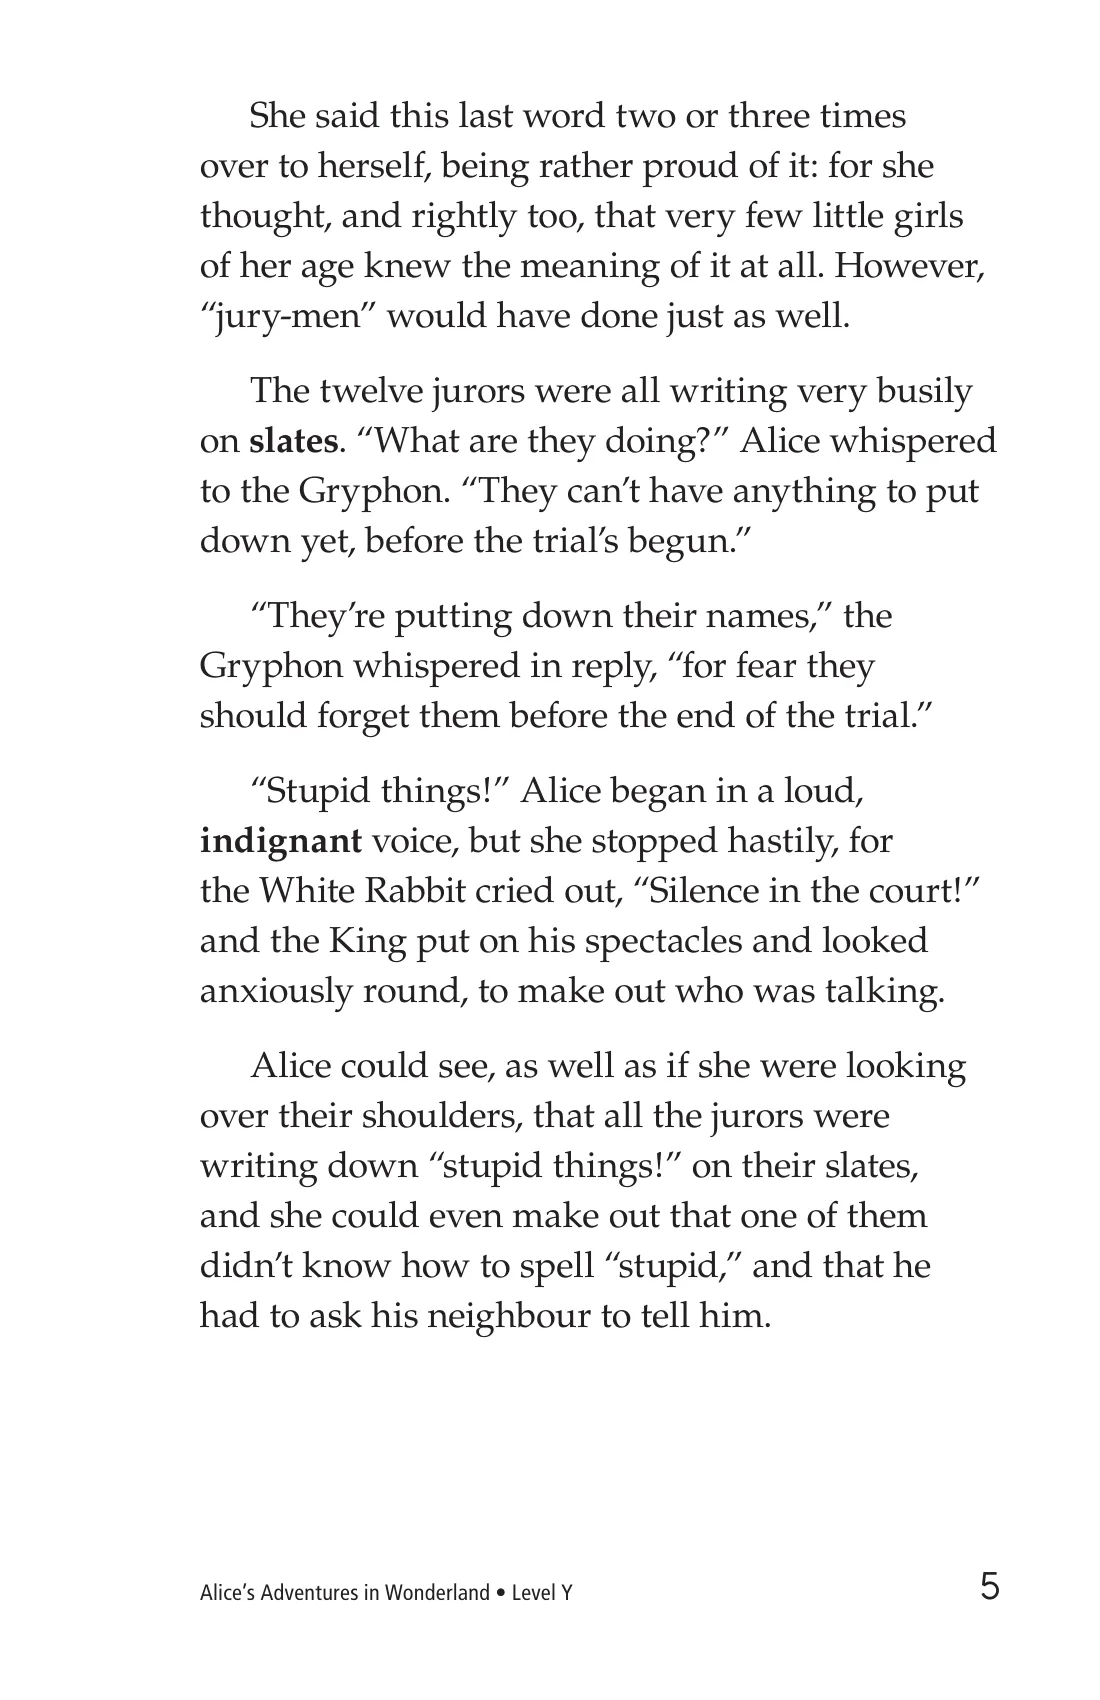 She said this last word two or three times
over to herself, being rather proud of it: for she
thought, and rightly too, that very few little girls
of her age knew the meaning of it at all. However,
“jury-men” would have done just as well.
The twelve jurors were all writing very busily
on slates. “What are they doing?” Alice whispered
to the Gryphon. “They can’t have anything to put
down yet, before the trial’s begun.”
“They’re putting down their names,” the
Gryphon whispered in reply, “for fear they
should forget them before the end of the trial.”
“Stupid things!” Alice began in a loud,
indignant voice, but she stopped hastily, for
the White Rabbit cried out, “Silence in the court!”
and the King put on his spectacles and looked
anxiously round, to make out who was talking.
Alice could see, as well as if she were looking
over their shoulders, that all the jurors were
writing down “stupid things!” on their slates,
and she could even make out that one of them
didn’t know how to spell “stupid,” and that he
had to ask his neighbour to tell him.
Alice’s Adventures in Wonderland • Level Y 5